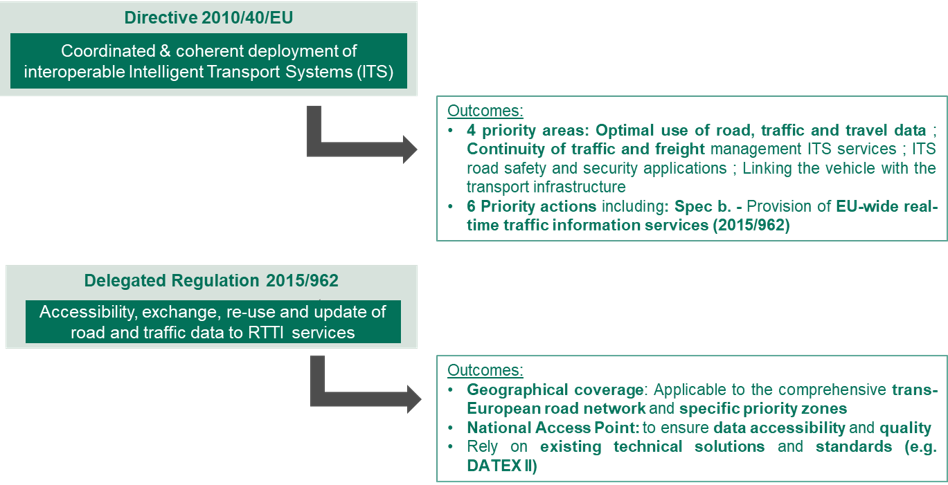 Directive 2010/40/EU
Coordinated & coherent deployment of
interoperable Intelligent Transport Systems (ITS)
Outcomes:
• 4 priority areas: Optimal use of road, traffic and travel data ;
Continuity of traffic and freight management ITS services ; ITS
road safety and security applications ; Linking the vehicle with the
transport infrastructure
• 6 Priority actions including: Spec b. - Provision of EU-wide real-
time traffic information services (2015/962)
Delegated Regulation 2015/962
Accessibility, exchange, re-use and update of
road and traffic data to RTTI services
Outcomes:
• Geographical coverage: Applicable to the comprehensive trans-
European road network and specific priority zones
• National Access Point: to ensure data accessibility and quality
• Rely on existing technical solutions and standards (e.g.
DATEX II)